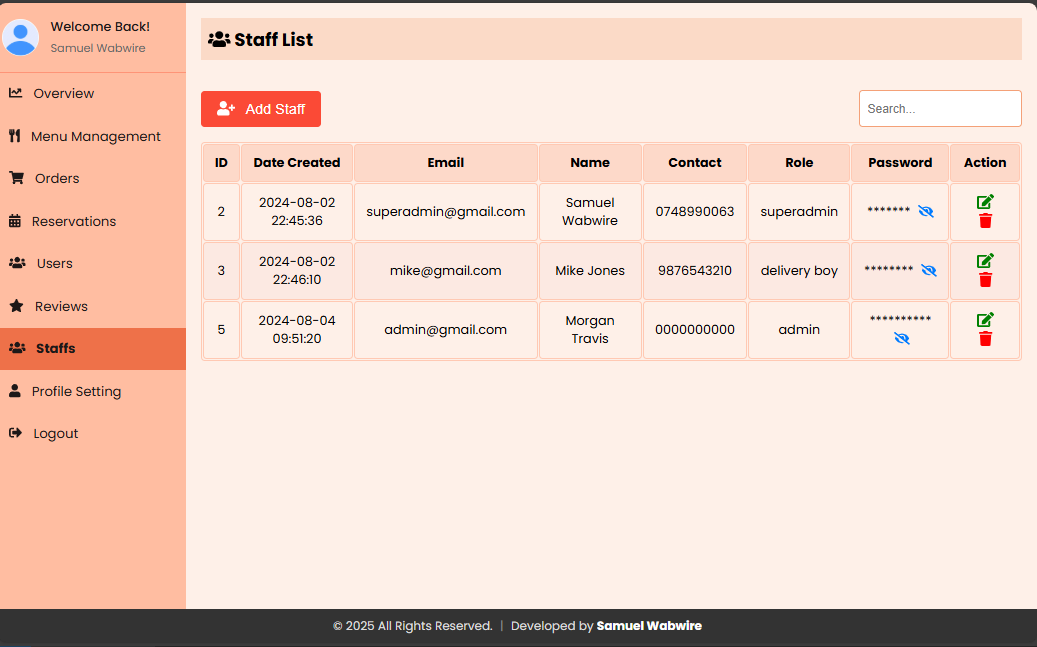 Welcome Back!
Samuel Wabwire
Overview
Menu Management
Orders
Reservations
Users
Reviews
Staffs
Profile Setting
Logout
Staff List
Add Staff
Search...
ID Date Created Email Name Contact Role Password Action
2 2024-08-02 22:45:36 superadmin@gmail.com Samuel Wabwire 0748990063 superadmin *******
3 2024-08-02 22:46:10 mike@gmail.com Mike Jones 9876543210 delivery boy ********
5 2024-08-04 09:51:20 admin@gmail.com Morgan Travis 0000000000 admin **********
© 2025 All Rights Reserved. | Developed by Samuel Wabwire